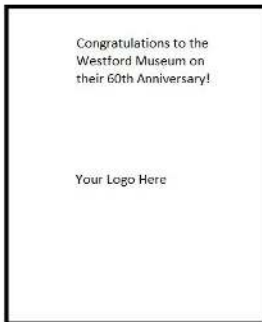 Congratulations to the
Westford Museum on
their 60th Anniversary!
Your Logo Here